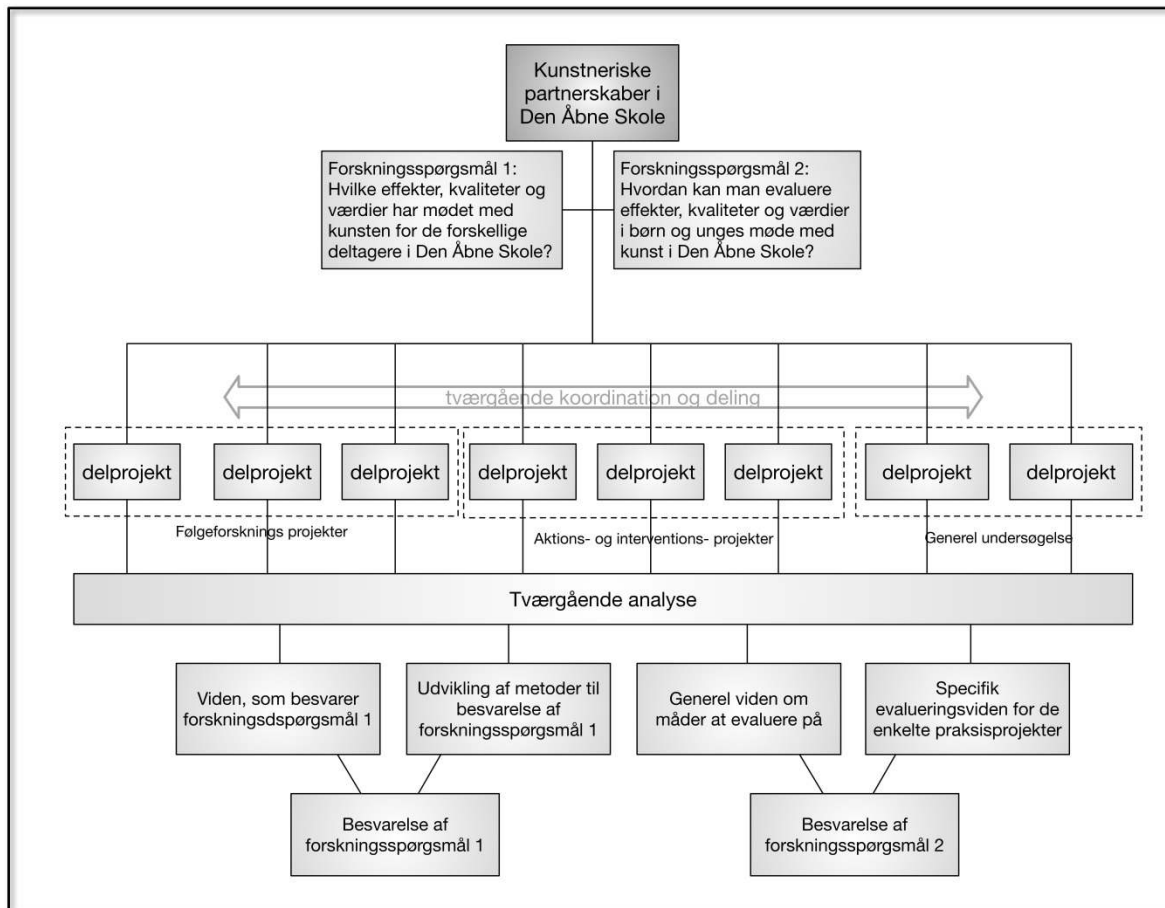 Kunstneriske
partnerskaber i
Den Åbne Skole
Forskningsspørgsmål 1:
Hvilke effekter, kvaliteter og
værdier har mødet med
kunsten for de forskellige
deltagere i Den Åbne Skole?
Forskningsspørgsmål 2:
Hvordan kan man evaluere
effekter, kvaliteter og værdier
i børn og unges møde med
kunst i Den Åbne Skole?
tværgående koordination og deling
delprojekt
delprojekt
delprojekt
delprojekt
delprojekt
delprojekt
delprojekt
delprojekt
Følgeforsknings projekter
Aktions- og interventions- projekter
Generel undersøgelse
Tværgående analyse
Viden, som besvarer
forskningsdspørgsmål 1
Udvikling af metoder til
besvarelse af
forskningsspørgsmål 1
Generel viden om
måder at evaluere på
Specifik
evalueringsviden for de
enkelte praksisprojekter
Besvarelse af
forskningsspørgsmål 1
Besvarelse af
forskningsspørgsmål 2